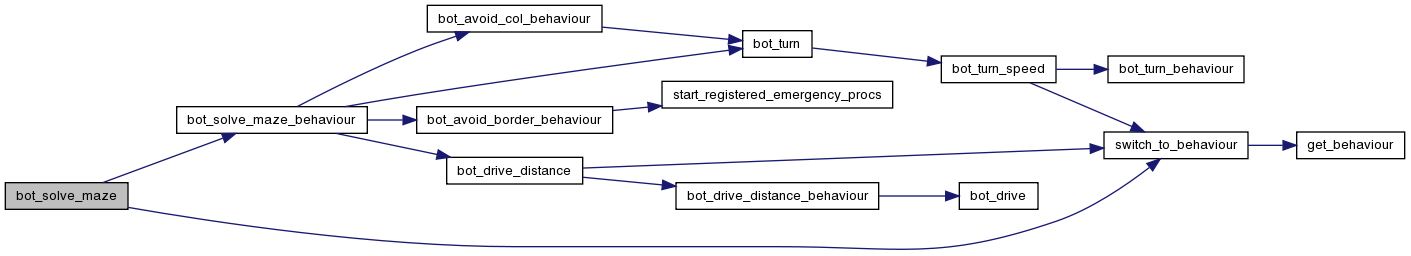 bot_avoid_col_behaviour
bot_turn
bot_turn_speed
bot_turn_behaviour
start_registered_emergency_procs
bot_solve_maze_behaviour
bot_avoid_border_behaviour
switch_to_behaviour
get_behaviour
bot_drive_distance
bot_solve_maze
bot_drive_distance_behaviour
bot_drive